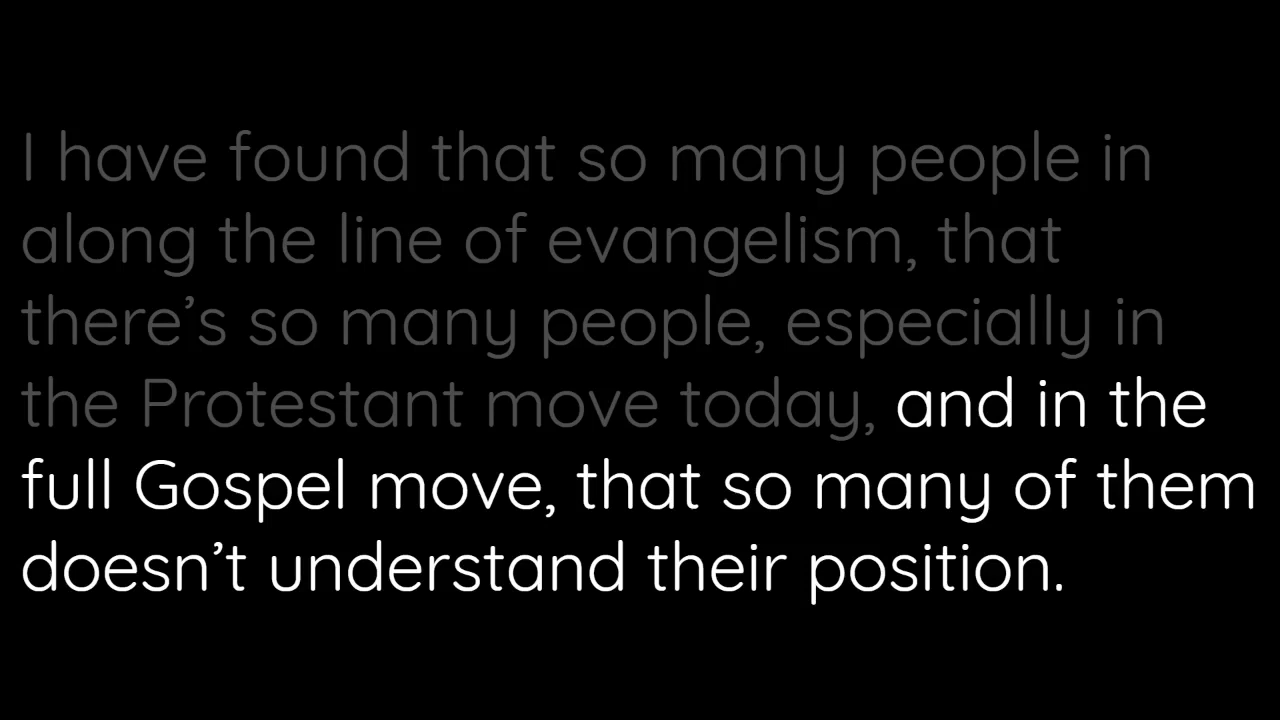 I have found that so many people in
along the line of evangelism, that
there’s so many people, especially in
the Protestant move today, and in the
full Gospel move, that so many of them
doesn’t understand their position.